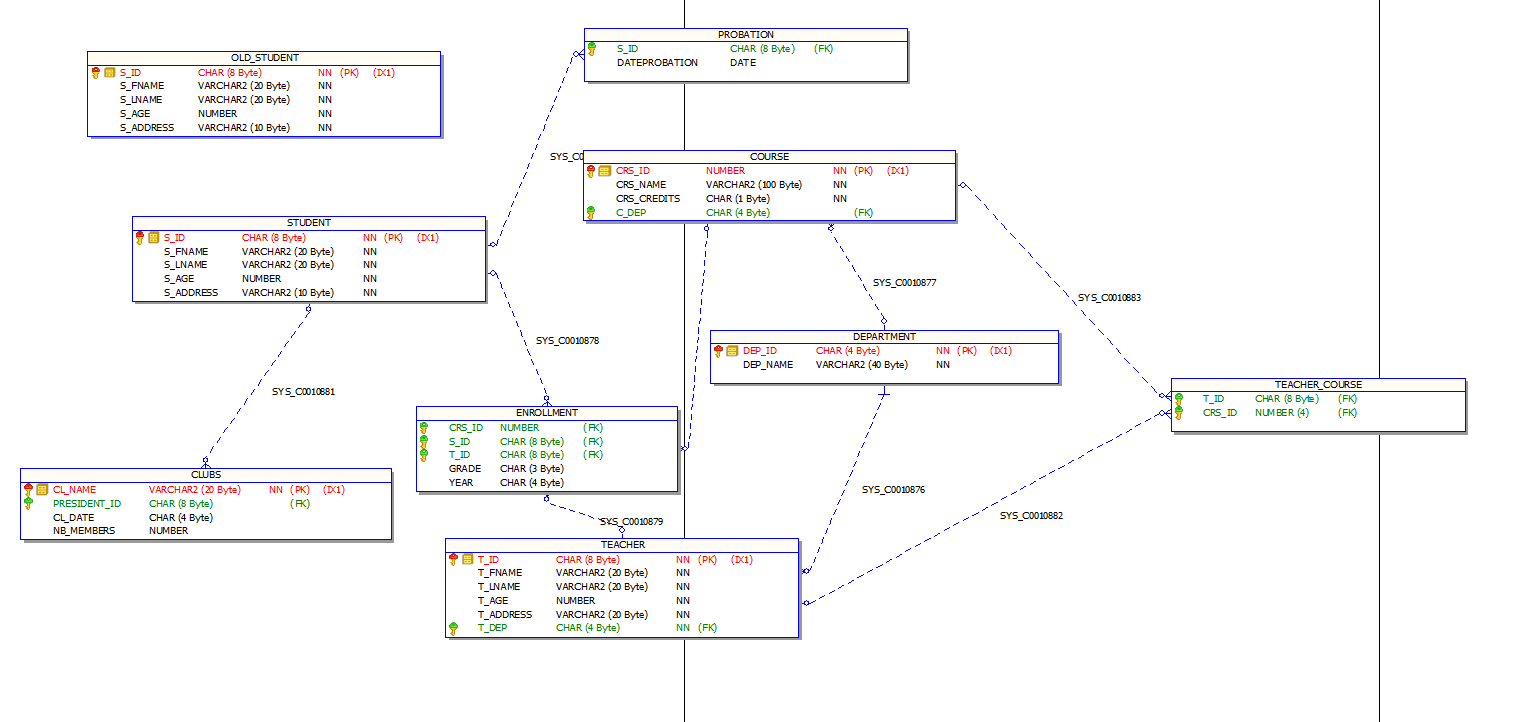 PROBATION
S_ID CHAR (8 Byte) (FK)
DATEPROBATION DATE
OLD_STUDENT
S_ID CHAR (8 Byte) NN (PK) (IX1)
S_FNAME VARCHAR2 (20 Byte) NN
S_LNAME VARCHAR2 (20 Byte) NN
S_AGE NUMBER NN
S_ADDRESS VARCHAR2 (10 Byte) NN
SYS_C0
COURSE
CRS_ID NUMBER NN (PK) (IX1)
CRS_NAME VARCHAR2 (100 Byte) NN
CRS_CREDITS CHAR (1 Byte) NN
C_DEP CHAR (4 Byte) (FK)
STUDENT
S_ID CHAR (8 Byte) NN (PK) (IX1)
S_FNAME VARCHAR2 (20 Byte) NN
S_LNAME VARCHAR2 (20 Byte) NN
S_AGE NUMBER NN
S_ADDRESS VARCHAR2 (10 Byte) NN
SYS_C0010877
SYS_C0010883
SYS_C0010878
DEPARTMENT
DEP_ID CHAR (4 Byte) NN (PK) (IX1)
DEP_NAME VARCHAR2 (40 Byte) NN
SYS_C0010881
TEACHER_COURSE
T_ID CHAR (8 Byte) (FK)
CRS_ID NUMBER (4) (FK)
ENROLLMENT
CRS_ID NUMBER (FK)
S_ID CHAR (8 Byte) (FK)
T_ID CHAR (8 Byte) (FK)
GRADE CHAR (3 Byte)
YEAR CHAR (4 Byte)
CLUBS
CL_NAME VARCHAR2 (20 Byte) NN (PK) (IX1)
PRESIDENT_ID CHAR (8 Byte) (FK)
CL_DATE CHAR (4 Byte)
NB_MEMBERS NUMBER
SYS_C0010876
SYS_C0010882
SYS_C0010879
TEACHER
T_ID CHAR (8 Byte) NN (PK) (IX1)
T_FNAME VARCHAR2 (20 Byte) NN
T_LNAME VARCHAR2 (20 Byte) NN
T_AGE NUMBER NN
T_ADDRESS VARCHAR2 (20 Byte) NN
T_DEP CHAR (4 Byte) NN (FK)